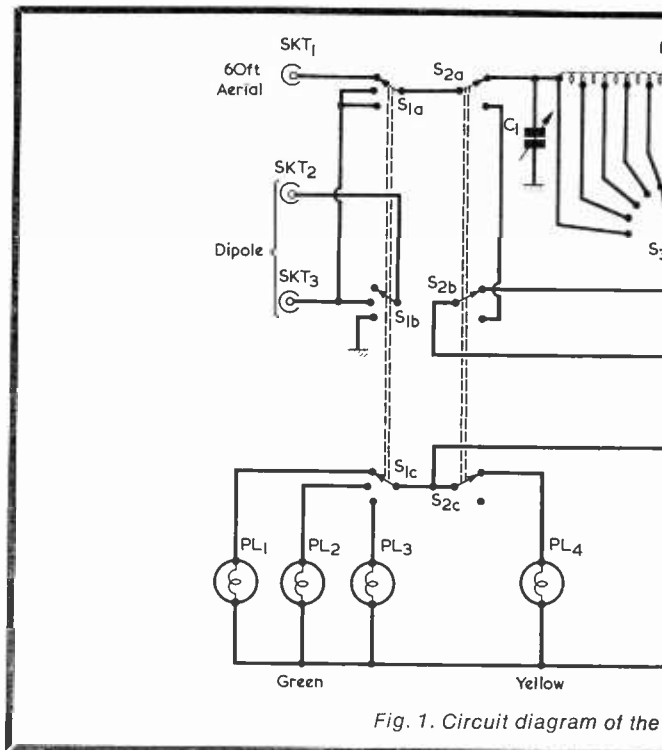 SKT1
60ft
Aerial
S1a
S2a
C1
SKT2
Dipole
SKT3
S1b
S2b
S3
S1c
S2c
PL1
PL2
PL3
PL4
Green
Yellow
Fig. 1. Circuit diagram of the